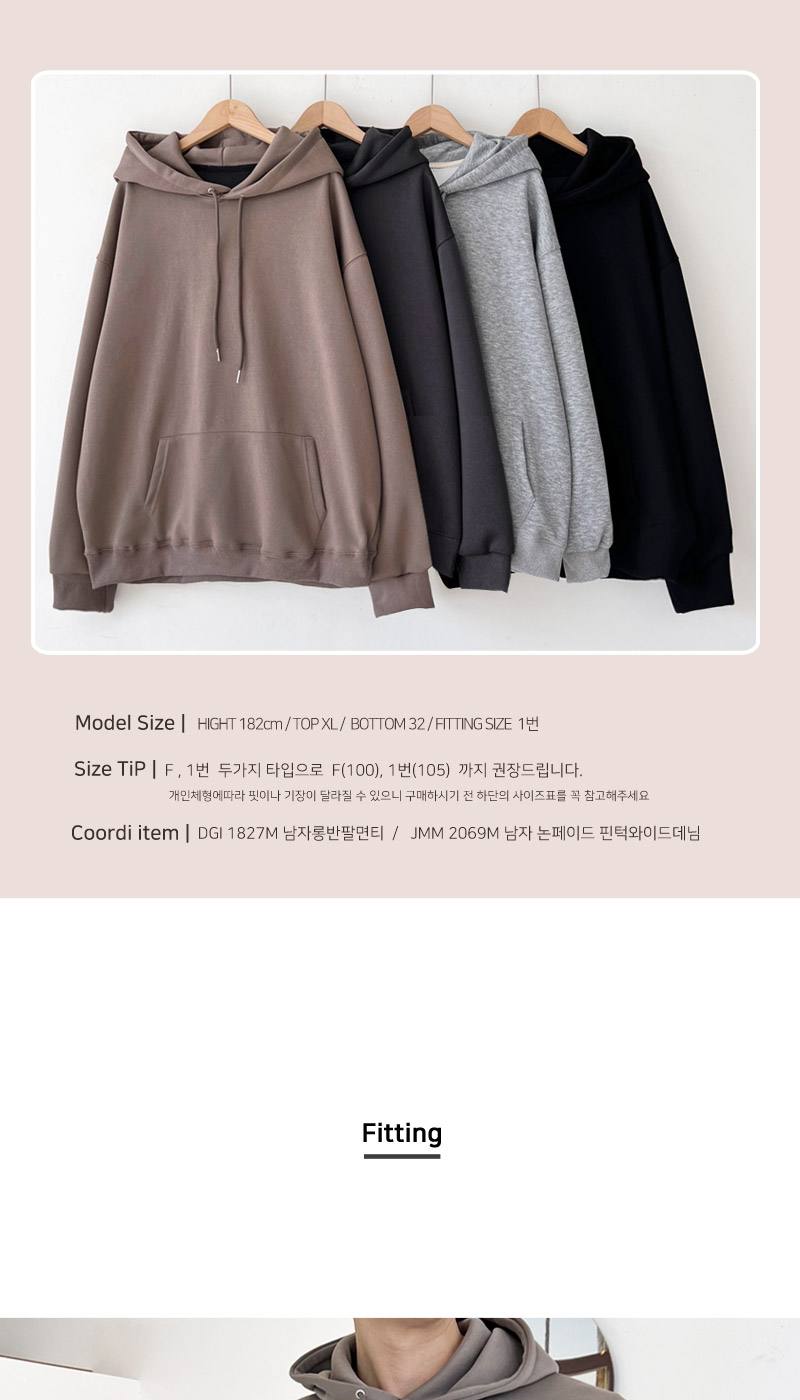 Model Size | HIGHT 182cm / TOP XL / BOTTOM 32 / FITTING SIZE 1번
Size TiP | F , 1번 두가지 타입으로 F(100), 1번(105) 까지 권장드립니다.
개인체형에따라 핏이나 기장이 달라질 수 있으니 구매하시기 전 하단의 사이즈표를 꼭 참고해주세요
Coordi item | DGI 1827M 남자롱반팔면티 / JMM 2069M 남자 논페이드 핀턱와이드데님
Fitting